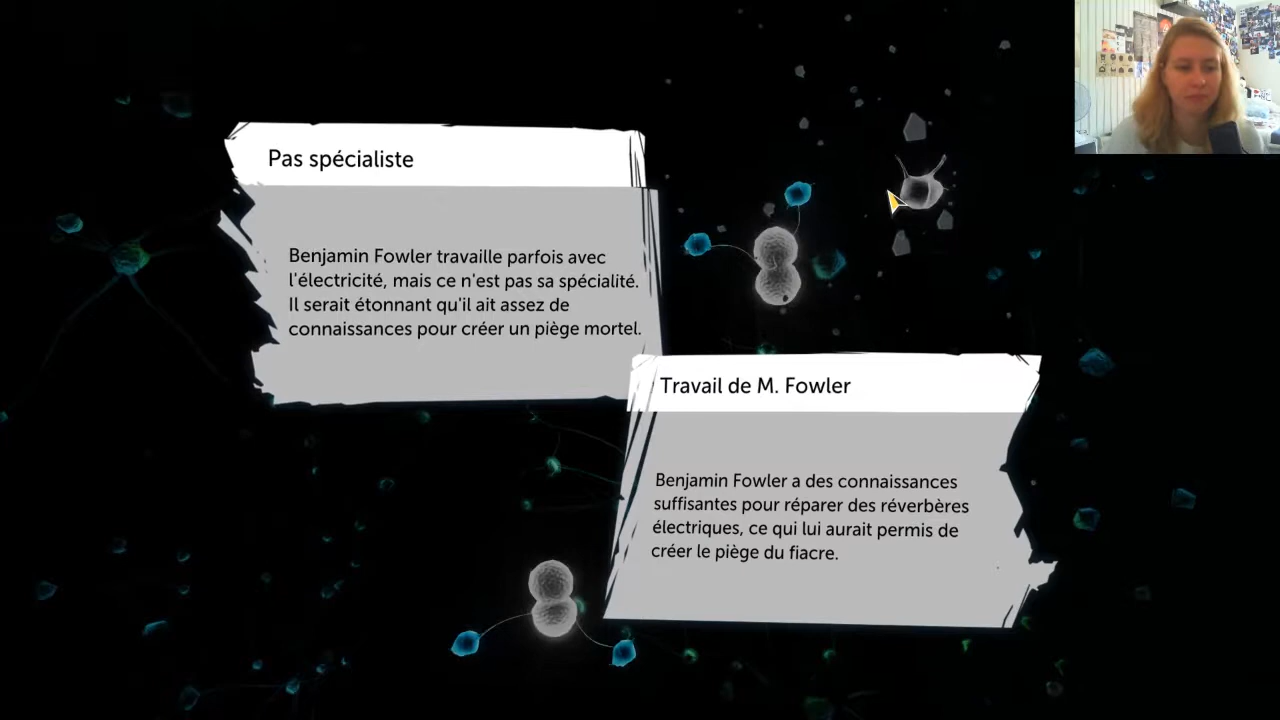 Pas spécialiste
Benjamin Fowler travaille parfois avec
l'électricité, mais ce n'est pas sa spécialité.
Il serait étonnant qu'il ait assez de
connaissances pour créer un piège mortel.
Travail de M. Fowler
Benjamin Fowler a des connaissances
suffisantes pour réparer des réverbères
électriques, ce qui lui aurait permis de
créer le piège du fiacre.